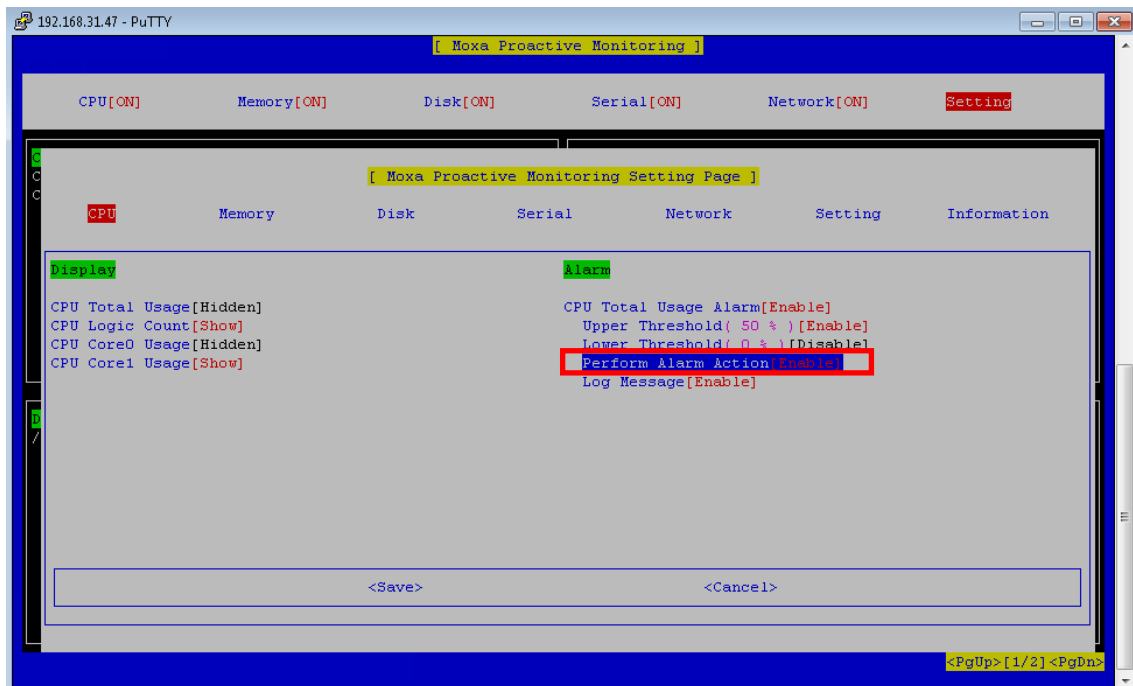 192.168.31.47 - PuTTY
[ Moxa Proactive Monitoring ]
CPU[ON] Memory[ON] Disk[ON] Serial[ON] Network[ON] Setting
C
C
C
[ Moxa Proactive Monitoring Setting Page ]
CPU Memory Disk Serial Network Setting Information
Display Alarm
CPU Total Usage[Hidden] CPU Total Usage Alarm[Enable]
CPU Logic Count[Show] Upper Threshold( 50 % )[Enable]
CPU Core0 Usage[Hidden] Lower Threshold( 0 % )[Disable]
CPU Core1 Usage[Show] Perform Alarm Action[Enable]
Log Message[Enable]
D
/
<Save> <Cancel>
<PgUp>[1/2]<PgDn>